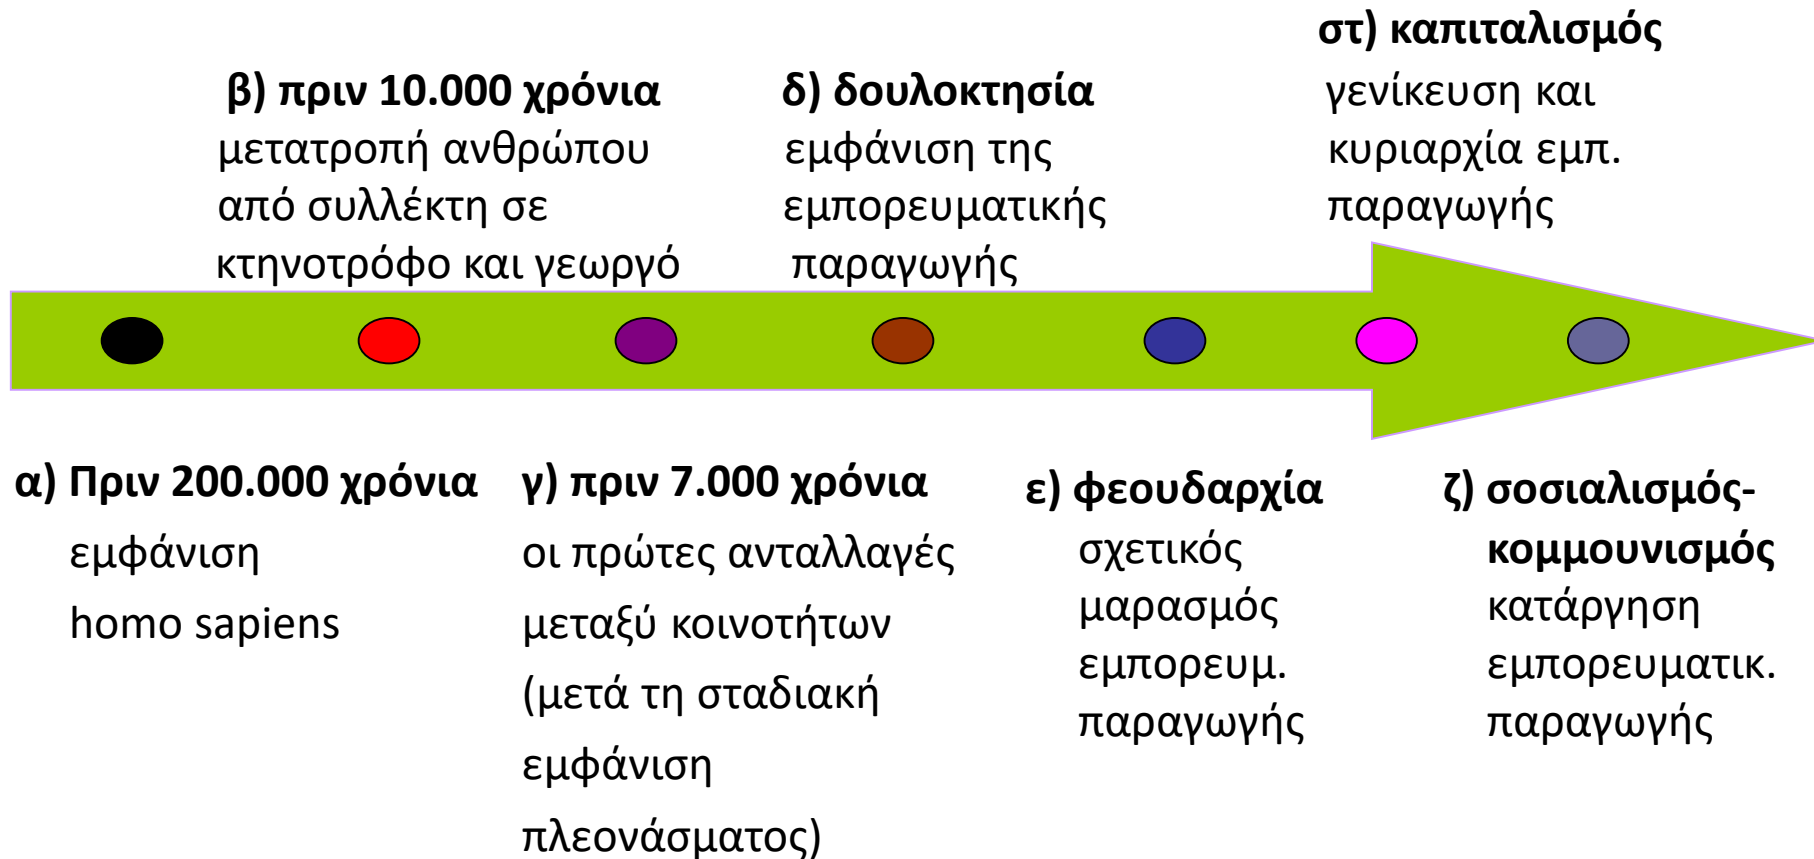 α) Πριν 200.000 χρόνια
εμφάνιση
homo sapiens
β) πριν 10.000 χρόνια
μετατροπή ανθρώπου
από συλλέκτη σε
κτηνοτρόφο και γεωργό
γ) πριν 7.000 χρόνια
οι πρώτες ανταλλαγές
μεταξύ κοινοτήτων
(μετά τη σταδιακή
εμφάνιση
πλεονάσματος)
δ) δουλοκτησία
εμφάνιση της
εμπορευματικής
παραγωγής
ε) φεουδαρχία
σχετικός
μαρασμός
εμπορευμ.
παραγωγής
στ) καπιταλισμός
γενίκευση και
κυριαρχία εμπ.
παραγωγής
ζ) σοσιαλισμός-
κομμουνισμός
κατάργηση
εμπορευματικ.
παραγωγής